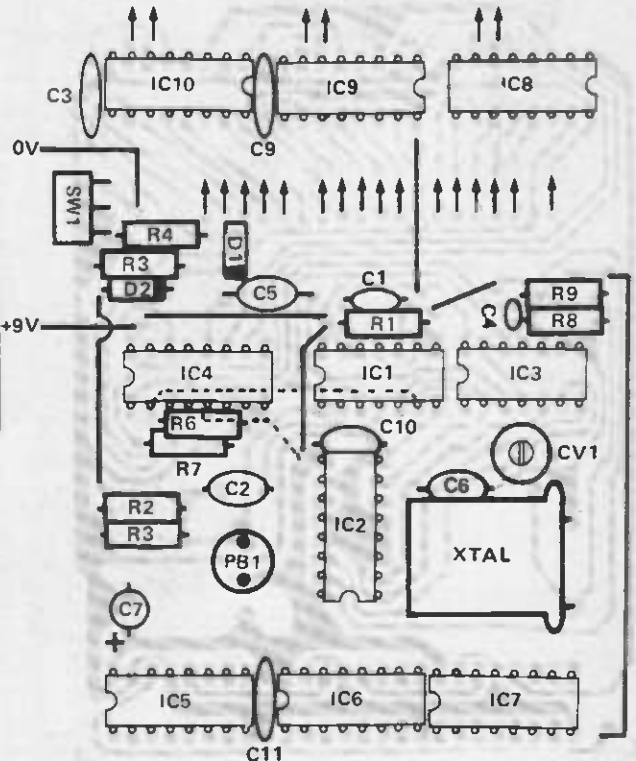 IC10
IC9
IC8
C3
C9
0V
SW1
R4
D1
R3
D2
C5
C1
C4
R9
R8
+9V
R1
IC4
IC1
IC3
R6
R7
C10
CV1
C2
C6
R2
R3
IC2
PB1
XTAL
C7
+
IC5
IC6
IC7
C11